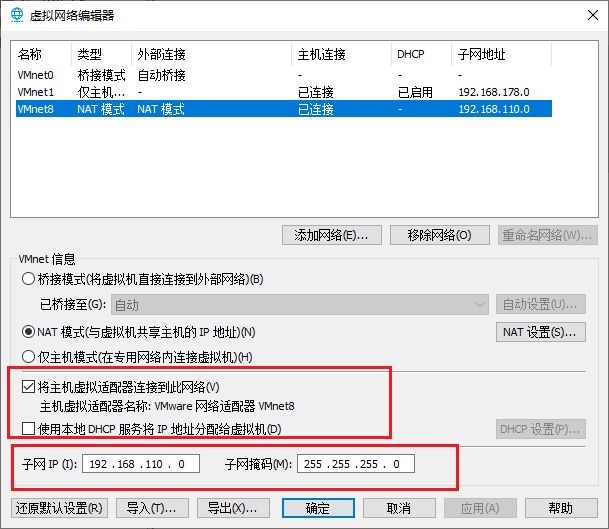 虚拟网络编辑器
名称 类型 外部连接 主机连接 DHCP 子网地址
VMnet0 桥接模式 自动桥接 - - -
VMnet1 仅主机... - 已连接 已启用 192.168.178.0
VMnet8 NAT 模式 NAT 模式 已连接 - 192.168.110.0
添加网络(E)... 移除网络(O) 重命名网络(W)...
VMnet 信息
桥接模式(将虚拟机直接连接到外部网络)(B)
已桥接至(G): 自动 自动设置(U)...
NAT 模式(与虚拟机共享主机的 IP 地址)(N) NAT 设置(S)...
仅主机模式(在专用网络内连接虚拟机)(H)
将主机虚拟适配器连接到此网络(V)
主机虚拟适配器名称: VMware 网络适配器 VMnet8
使用本地 DHCP 服务将 IP 地址分配给虚拟机(D) DHCP 设置(P)...
子网 IP (I): 192 .168 .110 . 0 子网掩码(M): 255 .255 .255 . 0
还原默认设置(R) 导入(T)... 导出(X)... 确定 取消 应用(A) 帮助